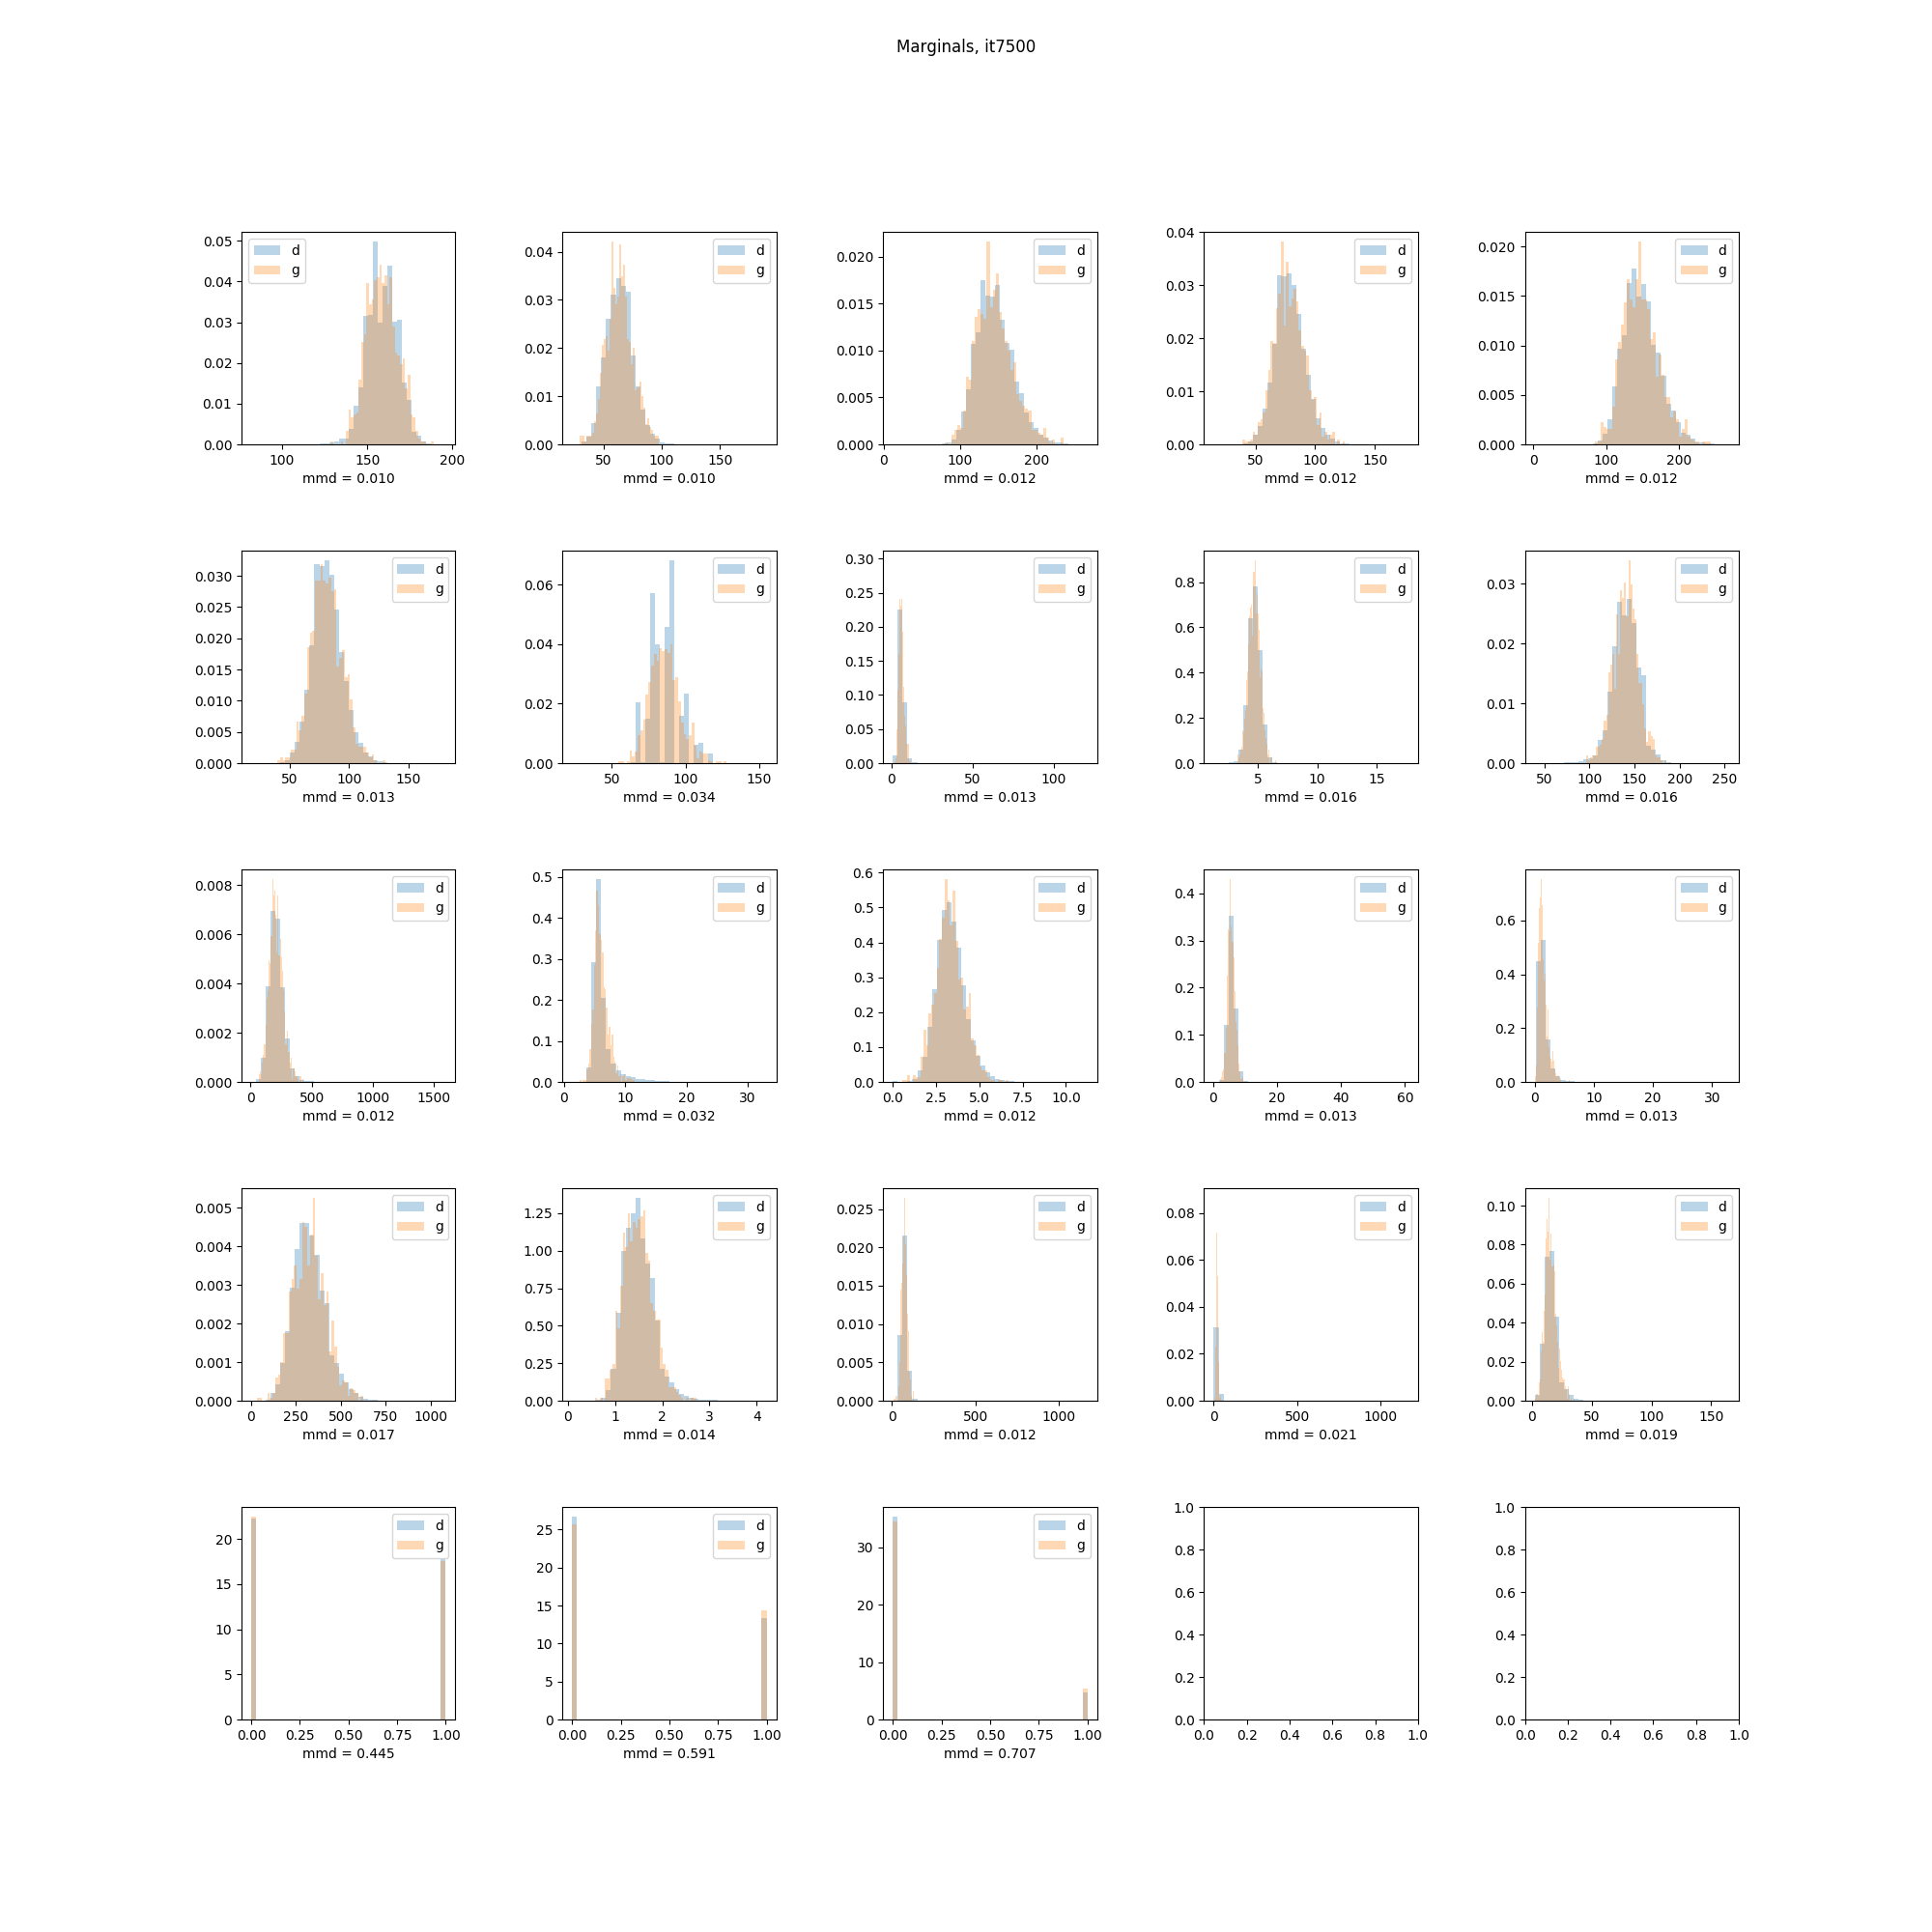 Marginals, it7500
0.05
0.04
0.03
0.02
0.01
0.00
100 150 200
mmd = 0.010
d
g
0.04
0.03
0.02
0.01
0.00
50 100 150
mmd = 0.010
d
g
0.020
0.015
0.010
0.005
0.000
0 100 200
mmd = 0.012
d
g
0.04
0.03
0.02
0.01
0.00
50 100 150
mmd = 0.012
d
g
0.020
0.015
0.010
0.005
0.000
0 100 200
mmd = 0.012
d
g
0.030
0.025
0.020
0.015
0.010
0.005
0.000
50 100 150
mmd = 0.013
d
g
0.06
0.04
0.02
0.00
50 100 150
mmd = 0.034
d
g
0.30
0.25
0.20
0.15
0.10
0.05
0.00
0 50 100
mmd = 0.013
d
g
0.8
0.6
0.4
0.2
0.0
5 10 15
mmd = 0.016
d
g
0.03
0.02
0.01
0.00
50 100 150 200 250
mmd = 0.016
d
g
0.008
0.006
0.004
0.002
0.000
0 500 1000 1500
mmd = 0.012
d
g
0.5
0.4
0.3
0.2
0.1
0.0
0 10 20 30
mmd = 0.032
d
g
0.6
0.5
0.4
0.3
0.2
0.1
0.0
0.0 2.5 5.0 7.5 10.0
mmd = 0.012
d
g
0.4
0.3
0.2
0.1
0.0
0 20 40 60
mmd = 0.013
d
g
0.6
0.4
0.2
0.0
0 10 20 30
mmd = 0.013
d
g
0.005
0.004
0.003
0.002
0.001
0.000
0 250 500 750 1000
mmd = 0.017
d
g
1.25
1.00
0.75
0.50
0.25
0.00
0 1 2 3 4
mmd = 0.014
d
g
0.025
0.020
0.015
0.010
0.005
0.000
0 500 1000
mmd = 0.012
d
g
0.08
0.06
0.04
0.02
0.00
0 500 1000
mmd = 0.021
d
g
0.10
0.08
0.06
0.04
0.02
0.00
0 50 100 150
mmd = 0.019
d
g
20
15
10
5
0
0.00 0.25 0.50 0.75 1.00
mmd = 0.445
d
g
25
20
15
10
5
0
0.00 0.25 0.50 0.75 1.00
mmd = 0.591
d
g
30
20
10
0
0.00 0.25 0.50 0.75 1.00
mmd = 0.707
d
g
1.0
0.8
0.6
0.4
0.2
0.0
0.0 0.2 0.4 0.6 0.8 1.0
1.0
0.8
0.6
0.4
0.2
0.0
0.0 0.2 0.4 0.6 0.8 1.0